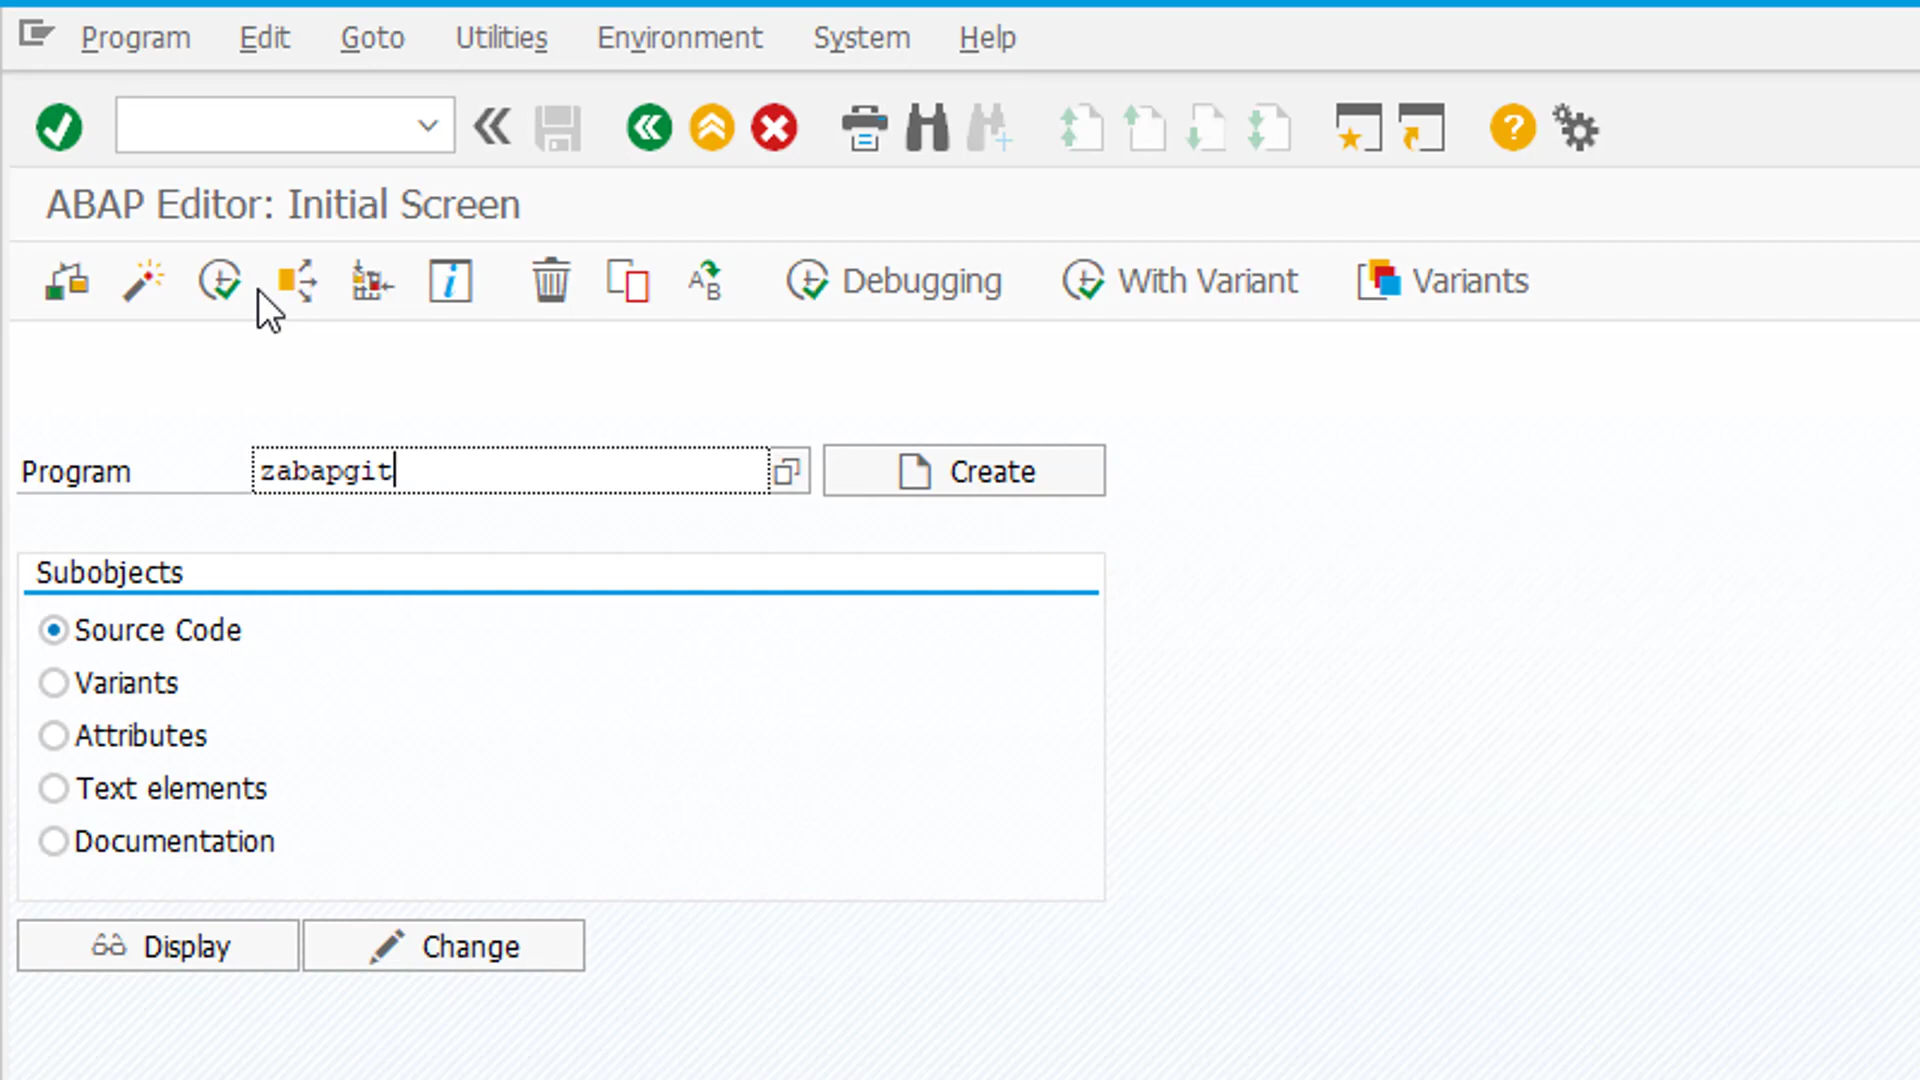 Program Edit Goto Utilities Environment System Help
ABAP Editor: Initial Screen
Debugging With Variant Variants
Program zabapgit Create
Subobjects
Source Code
Variants
Attributes
Text elements
Documentation
Display Change